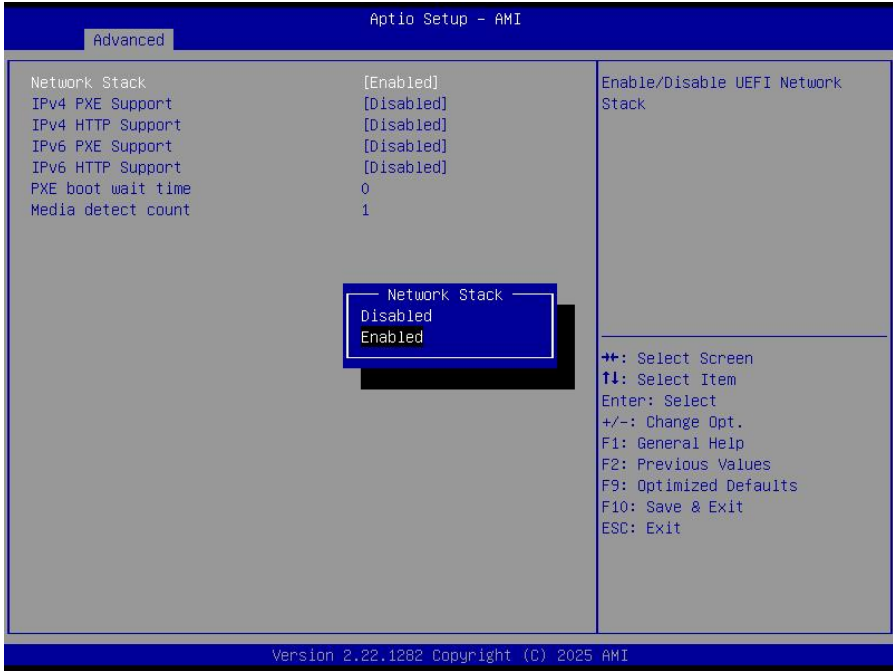 Aptio Setup - AMI
Advanced
Network Stack [Enabled]
IPv4 PXE Support [Disabled]
IPv4 HTTP Support [Disabled]
IPv6 PXE Support [Disabled]
IPv6 HTTP Support [Disabled]
PXE boot wait time 0
Media detect count 1
Network Stack
Disabled
Enabled
Enable/Disable UEFI Network
Stack
→←: Select Screen
↑↓: Select Item
Enter: Select
+/-: Change Opt.
F1: General Help
F2: Previous Values
F9: Optimized Defaults
F10: Save & Exit
ESC: Exit
Version 2.22.1282 Copyright (C) 2025 AMI